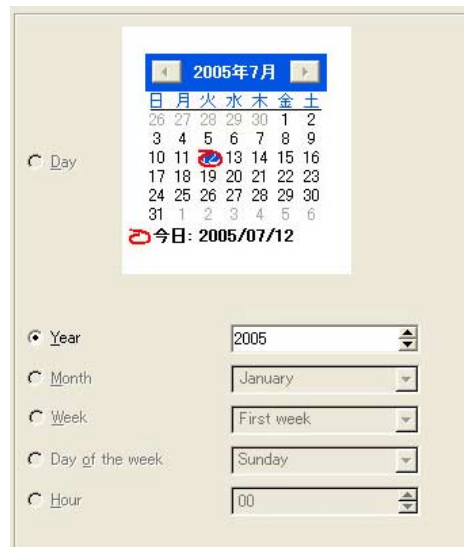 2005年7月
日 月 火 水 木 金 土
26 27 28 29 30 1 2
3 4 5 6 7 8 9
10 11 12 13 14 15 16
17 18 19 20 21 22 23
24 25 26 27 28 29 30
31 1 2 3 4 5 6
今日: 2005/07/12
Day
Year 2005
Month January
Week First week
Day of the week Sunday
Hour 00